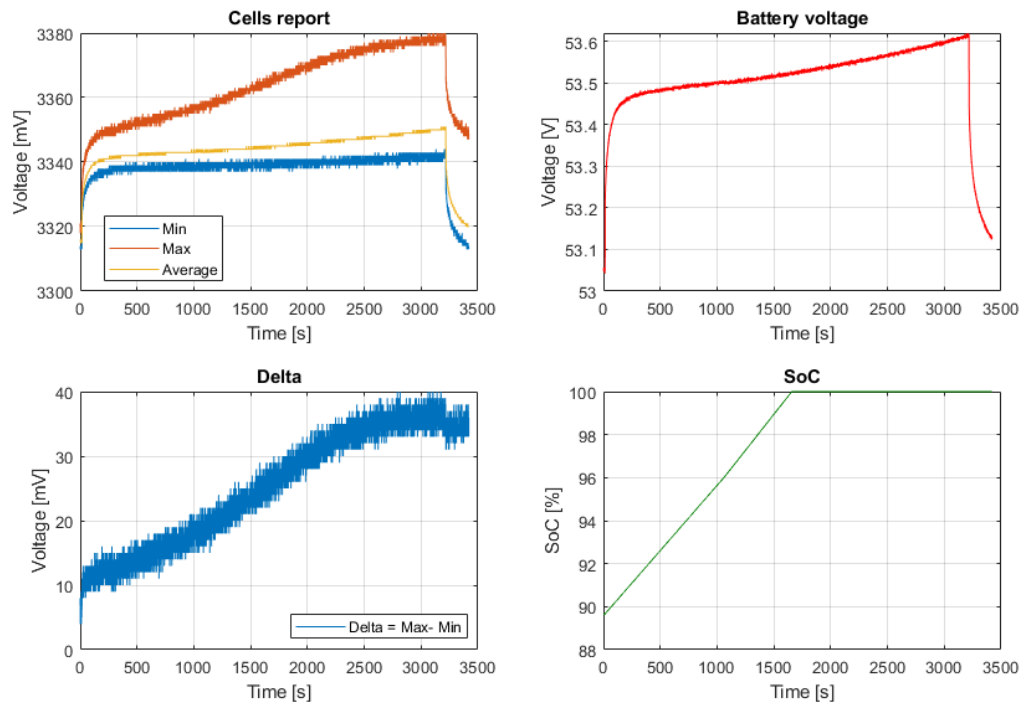 Cells report
3380
3360
3340
3320
3300
Voltage [mV]
Min
Max
Average
0 500 1000 1500 2000 2500 3000 3500
Time [s]
Battery voltage
53.6
53.5
53.4
53.3
53.2
53.1
53
Voltage [V]
0 500 1000 1500 2000 2500 3000 3500
Time [s]
Delta
40
30
20
10
0
Voltage [mV]
Delta = Max- Min
0 500 1000 1500 2000 2500 3000 3500
Time [s]
SoC
100
98
96
94
92
90
88
SoC [%]
0 500 1000 1500 2000 2500 3000 3500
Time [s]